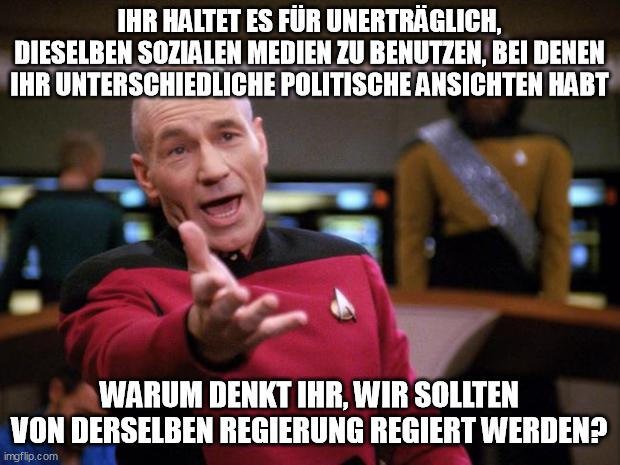 IHR HALTET ES FÜR UNERTRÄGLICH,
DIESELBEN SOZIALEN MEDIEN ZU BENUTZEN, BEI DENEN
IHR UNTERSCHIEDLICHE POLITISCHE ANSICHTEN HABT
WARUM DENKT IHR, WIR SOLLTEN
VON DERSELBEN REGIERUNG REGIERT WERDEN?
imgflip.com